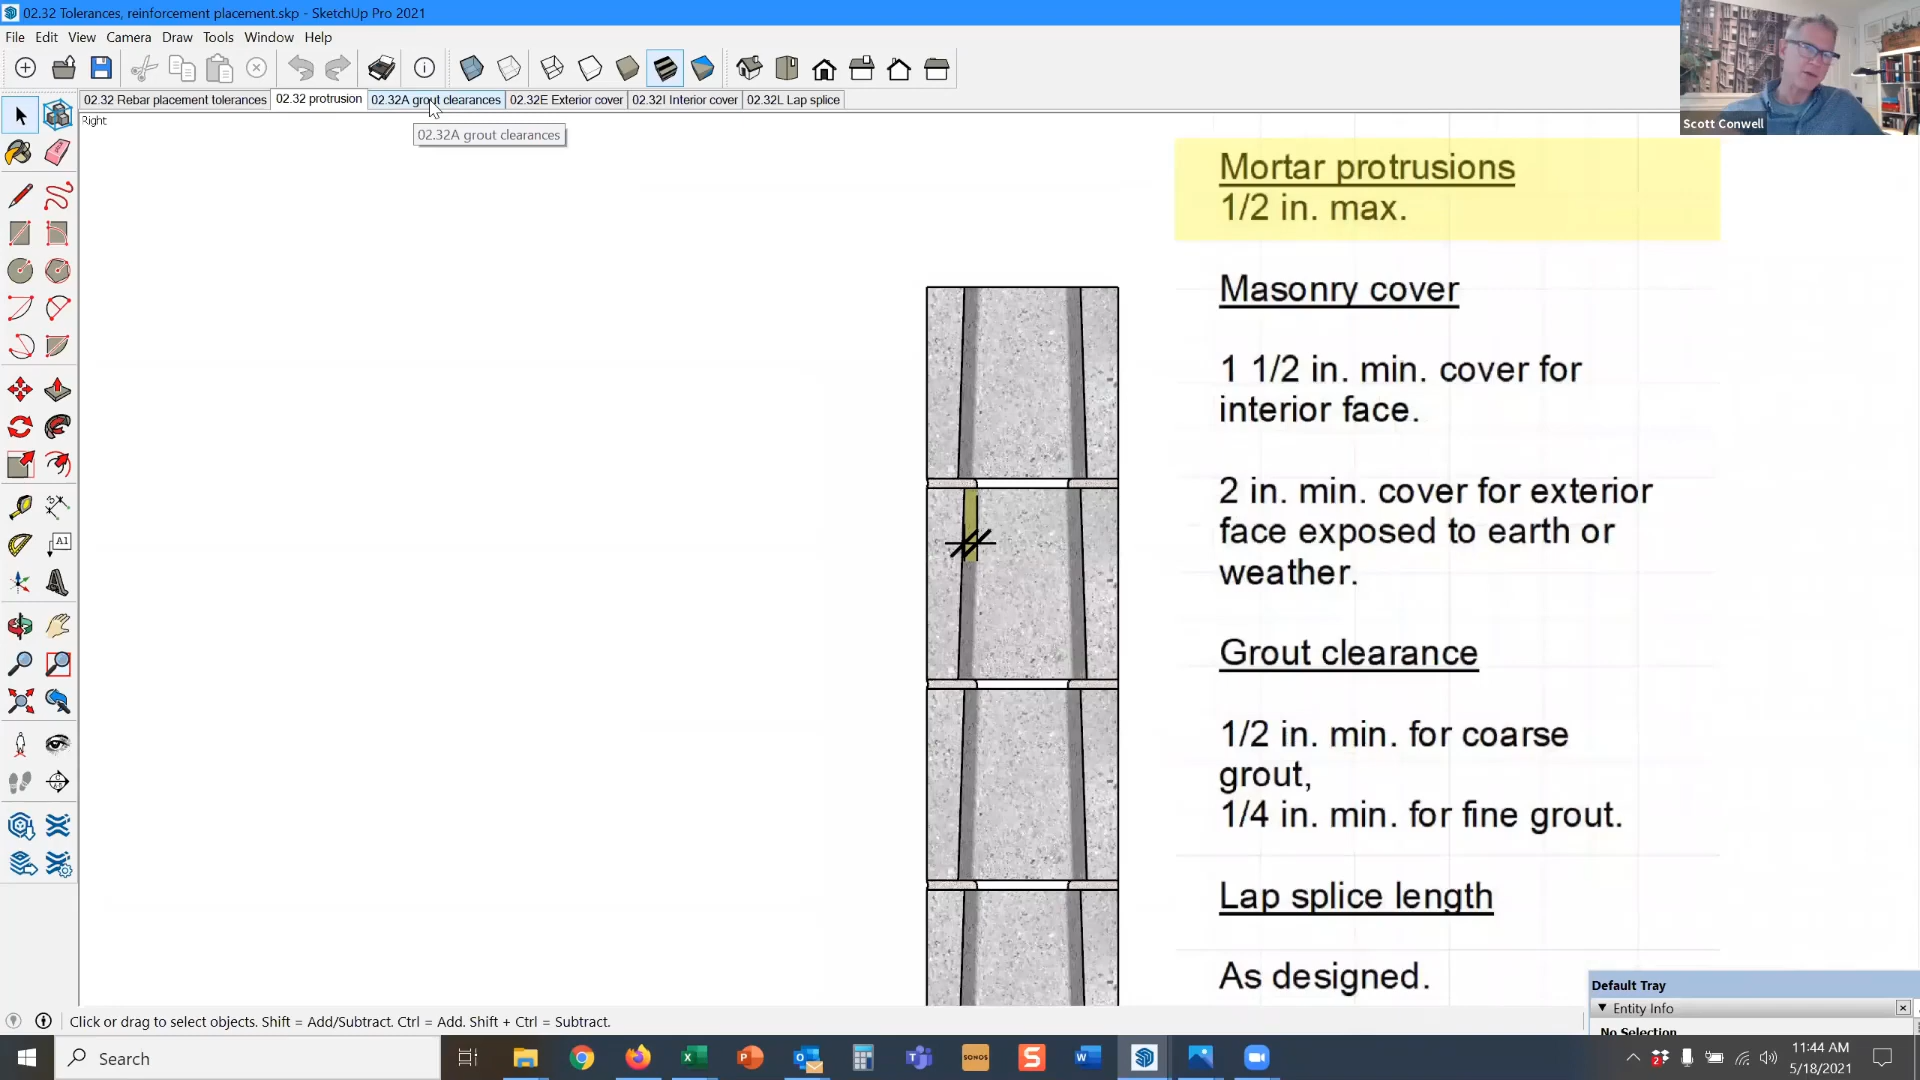 02.32 Tolerances, reinforcement placement.skp - SketchUp Pro 2021
File Edit View Camera Draw Tools Window Help
02.32 Rebar placement tolerances 02.32 protrusion 02.32A grout clearances 02.32E Exterior cover 02.32I Interior cover 02.32L Lap splice
Right
02.32A grout clearances
Scott Conwell
Mortar protrusions
1/2 in. max.
Masonry cover
1 1/2 in. min. cover for
interior face.
2 in. min. cover for exterior
face exposed to earth or
weather.
Grout clearance
1/2 in. min. for coarse
grout,
1/4 in. min. for fine grout.
Lap splice length
As designed.
Default Tray
Entity Info
No Selection
Click or drag to select objects. Shift = Add/Subtract. Ctrl = Add. Shift + Ctrl = Subtract.
Search
SONOS
11:44 AM
5/18/2021